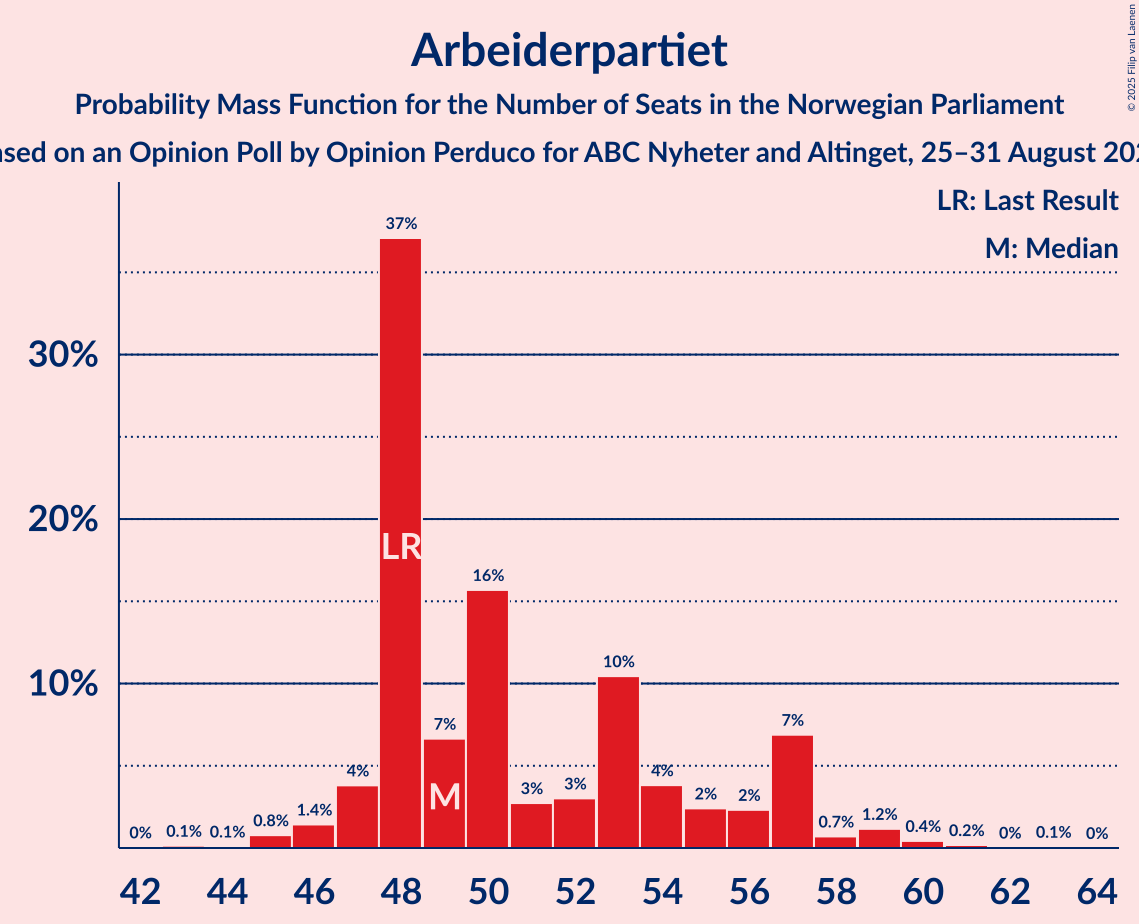 Arbeiderpartiet
Probability Mass Function for the Number of Seats in the Norwegian Parliament
on an Opinion Poll by Opinion Perduco for ABC Nyheter and Altinget, 25–31 August
© 2025 Filip van Laenen
LR: Last Result
M: Median
30%
20%
10%
0%
0.1%
0.1%
0.8%
1.4%
4%
37%
7%
16%
3%
3%
10%
4%
2%
2%
7%
0.7%
1.2%
0.4%
0.2%
0%
0.1%
0%
LR
M
42 44 46 48 50 52 54 56 58 60 62 64